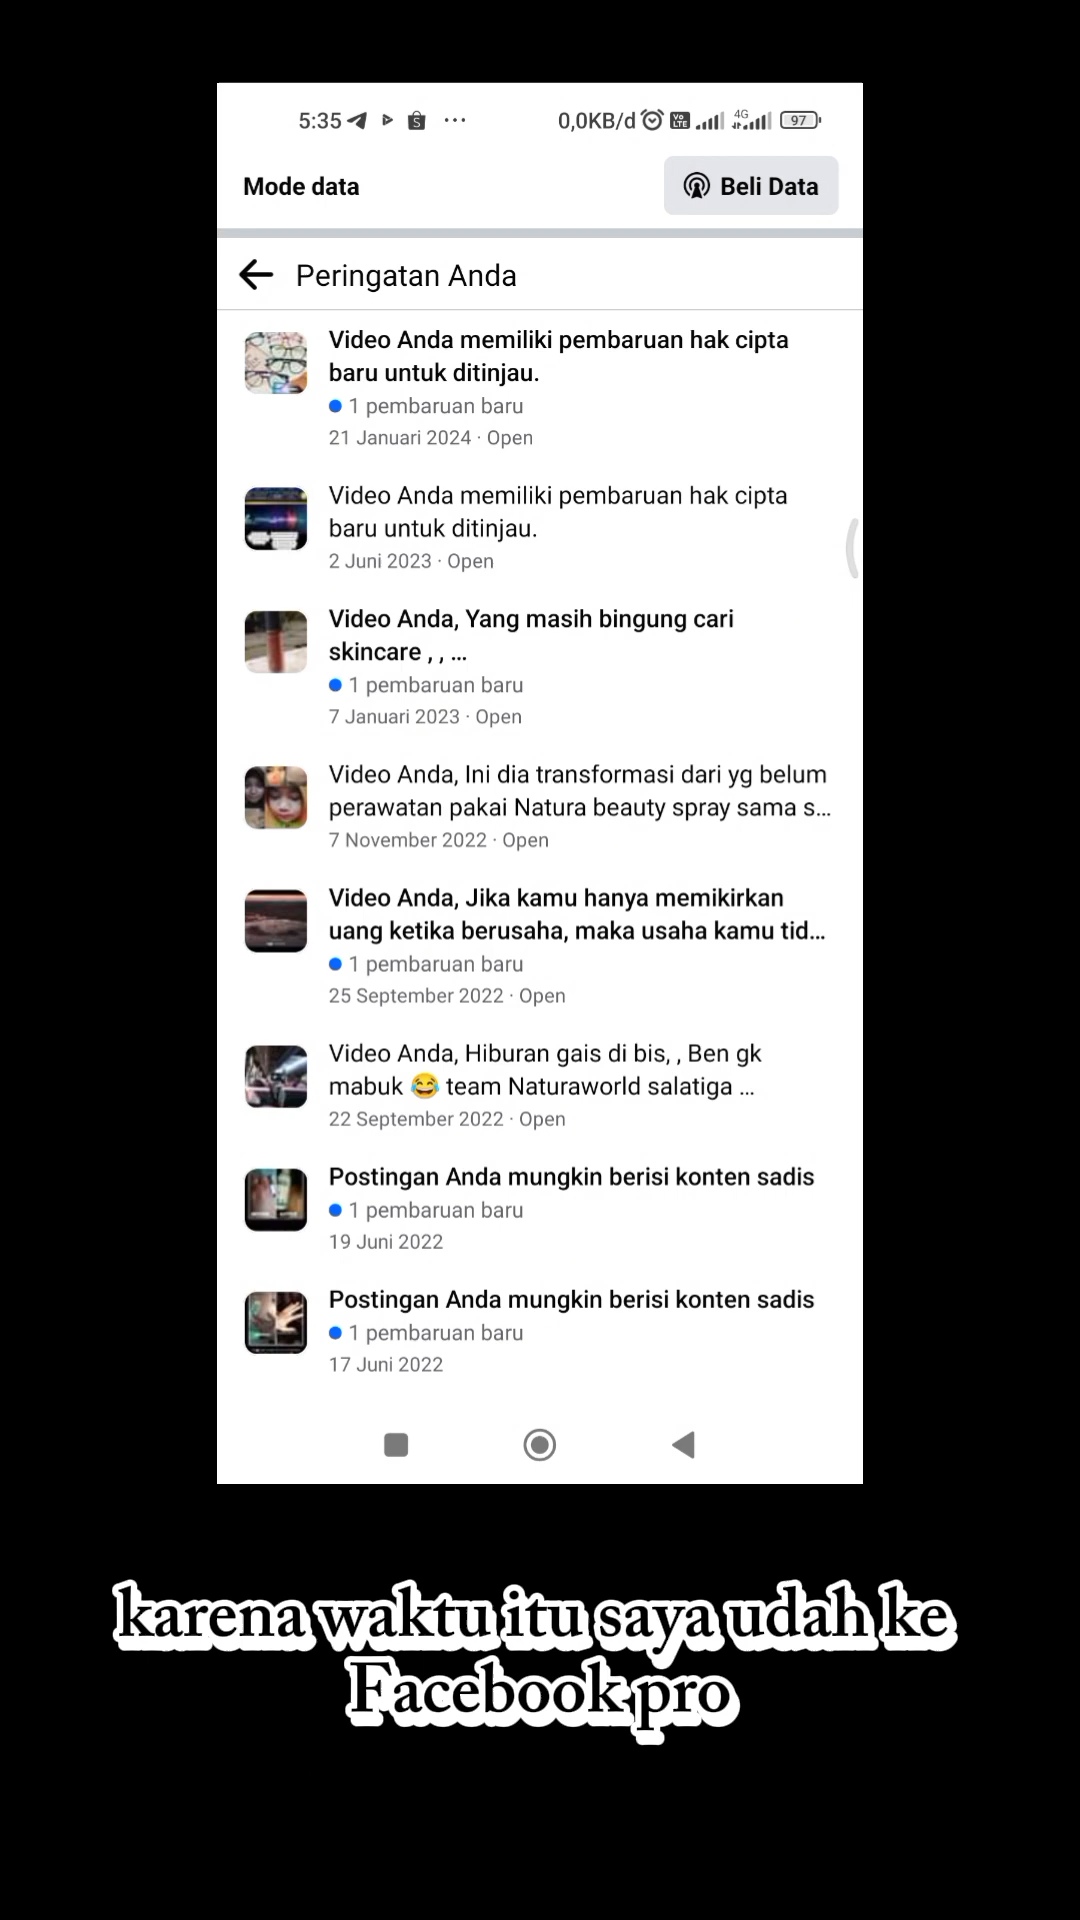 5:35 ··· 0,0KB/d Vo LTE 4G 97
Mode data Beli Data
Peringatan Anda
Video Anda memiliki pembaruan hak cipta
baru untuk ditinjau.
1 pembaruan baru
21 Januari 2024 · Open
Video Anda memiliki pembaruan hak cipta
baru untuk ditinjau.
2 Juni 2023 · Open
Video Anda, Yang masih bingung cari
skincare , , ...
1 pembaruan baru
7 Januari 2023 · Open
Video Anda, Ini dia transformasi dari yg belum
perawatan pakai Natura beauty spray sama s...
7 November 2022 · Open
Video Anda, Jika kamu hanya memikirkan
uang ketika berusaha, maka usaha kamu tid...
1 pembaruan baru
25 September 2022 · Open
Video Anda, Hiburan gais di bis, , Ben gk
mabuk 😂 team Naturaworld salatiga ...
22 September 2022 · Open
Postingan Anda mungkin berisi konten sadis
1 pembaruan baru
19 Juni 2022
Postingan Anda mungkin berisi konten sadis
1 pembaruan baru
17 Juni 2022
karena waktu itu saya udah ke
Facebook pro